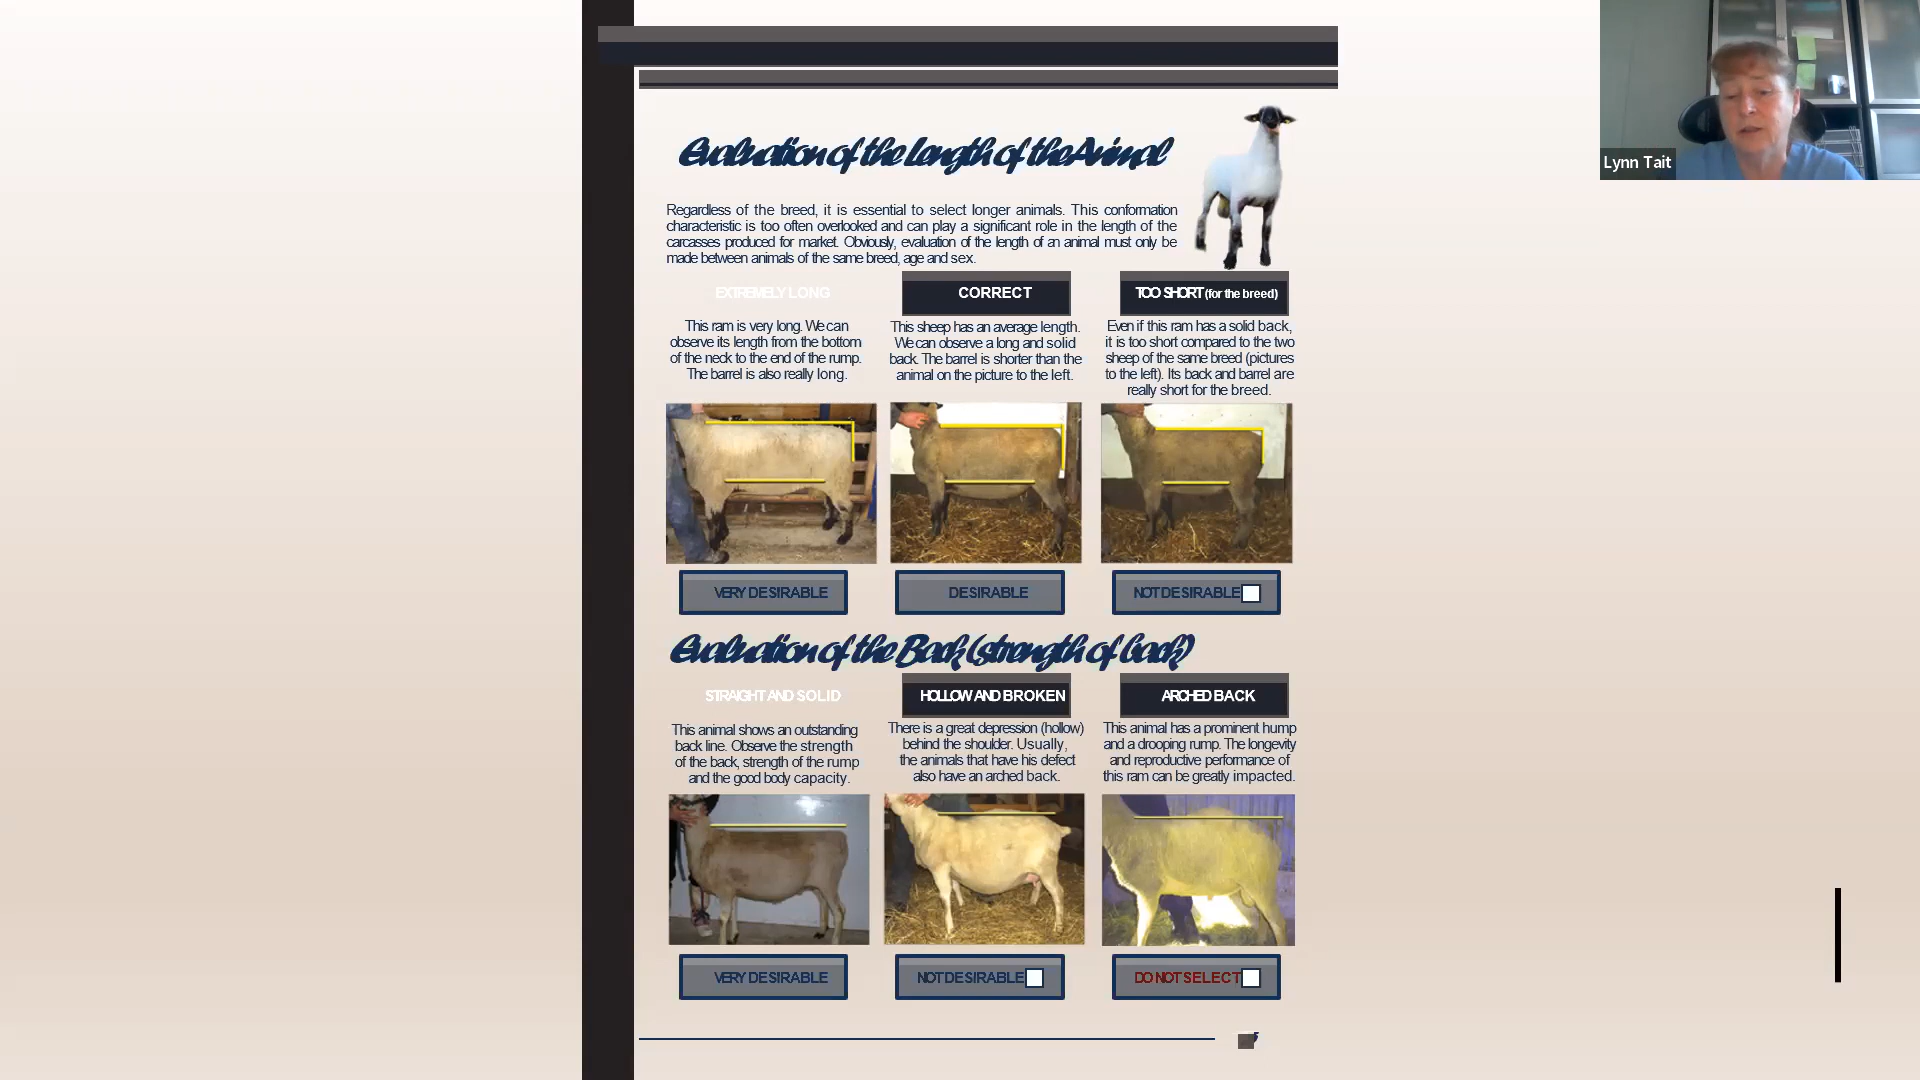 Lynn Tait
Evaluation of the Length of the Animal
Regardless of the breed, it is essential to select longer animals. This conformation
characteristic is too often overlooked and can play a significant role in the length of the
carcasses produced for market. Obviously, evaluation of the length of an animal must only be
made between animals of the same breed, age and sex.
EXTREMELY LONG
This ram is very long. We can
observe its length from the bottom
of the neck to the end of the rump.
The barrel is also really long.
CORRECT
This sheep has an average length.
We can observe a long and solid
back. The barrel is shorter than the
animal on the picture to the left.
TOO SHORT (for the breed)
Even if this ram has a solid back,
it is too short compared to the two
sheep of the same breed (pictures
to the left). Its back and barrel are
really short for the breed.
VERY DESIRABLE
DESIRABLE
NOT DESIRABLE
Evaluation of the Back (strength of back)
STRAIGHT AND SOLID
This animal shows an outstanding
back line. Observe the strength
of the back, strength of the rump
and the good body capacity.
HOLLOW AND BROKEN
There is a great depression (hollow)
behind the shoulder. Usually,
the animals that have his defect
also have an arched back.
ARCHED BACK
This animal has a prominent hump
and a drooping rump. The longevity
and reproductive performance of
this ram can be greatly impacted.
VERY DESIRABLE
NOT DESIRABLE
DO NOT SELECT